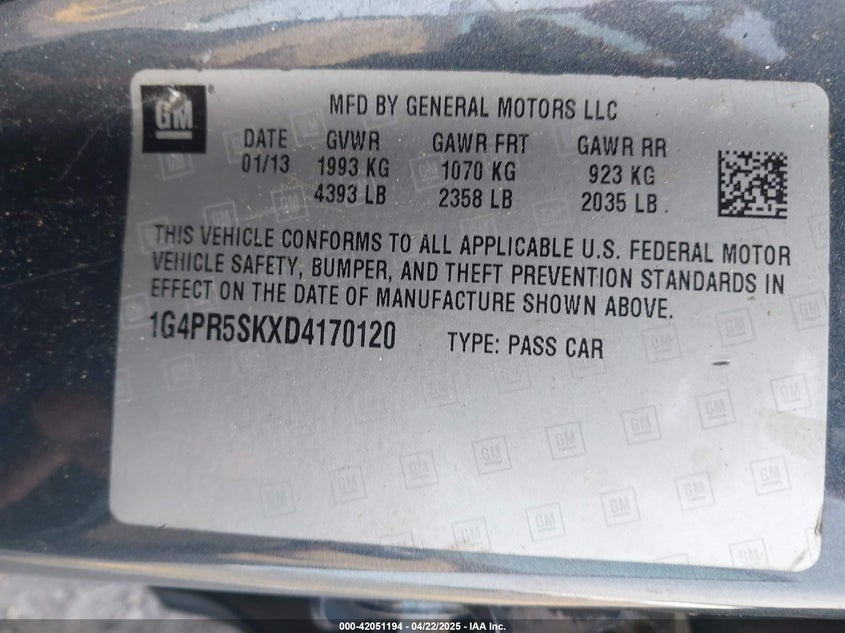 GM
MFD BY GENERAL MOTORS LLC
DATE GVWR GAWR FRT GAWR RR
01/13 1993 KG 1070 KG 923 KG
4393 LB 2358 LB 2035 LB
THIS VEHICLE CONFORMS TO ALL APPLICABLE U.S. FEDERAL MOTOR
VEHICLE SAFETY, BUMPER, AND THEFT PREVENTION STANDARDS IN
EFFECT ON THE DATE OF MANUFACTURE SHOWN ABOVE.
1G4PR5SKXD4170120 TYPE: PASS CAR
000-42051194 - 04/22/2025 - IAA Inc.